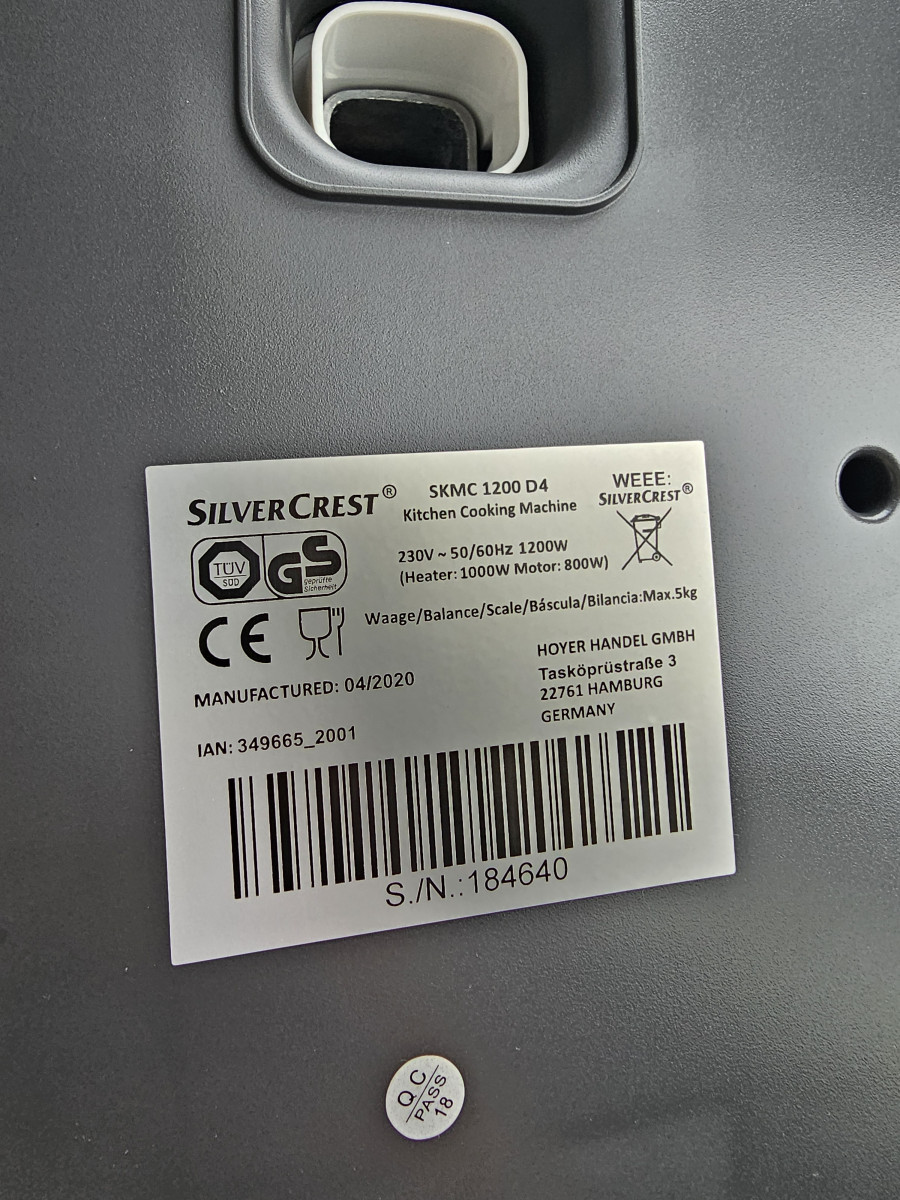 SILVERCREST®
SKMC 1200 D4
Kitchen Cooking Machine
WEEE:
SILVERCREST®
TÜV
SÜD
GS
geprüfte
Sicherheit
230V ~ 50/60Hz 1200W
(Heater: 1000W Motor: 800W)
CE
Waage/Balance/Scale/Báscula/Bilancia:Max.5kg
MANUFACTURED: 04/2020
HOYER HANDEL GMBH
Tasköprüstraße 3
22761 HAMBURG
GERMANY
IAN: 349665_2001
S./N.:184640
QC
PASS
18